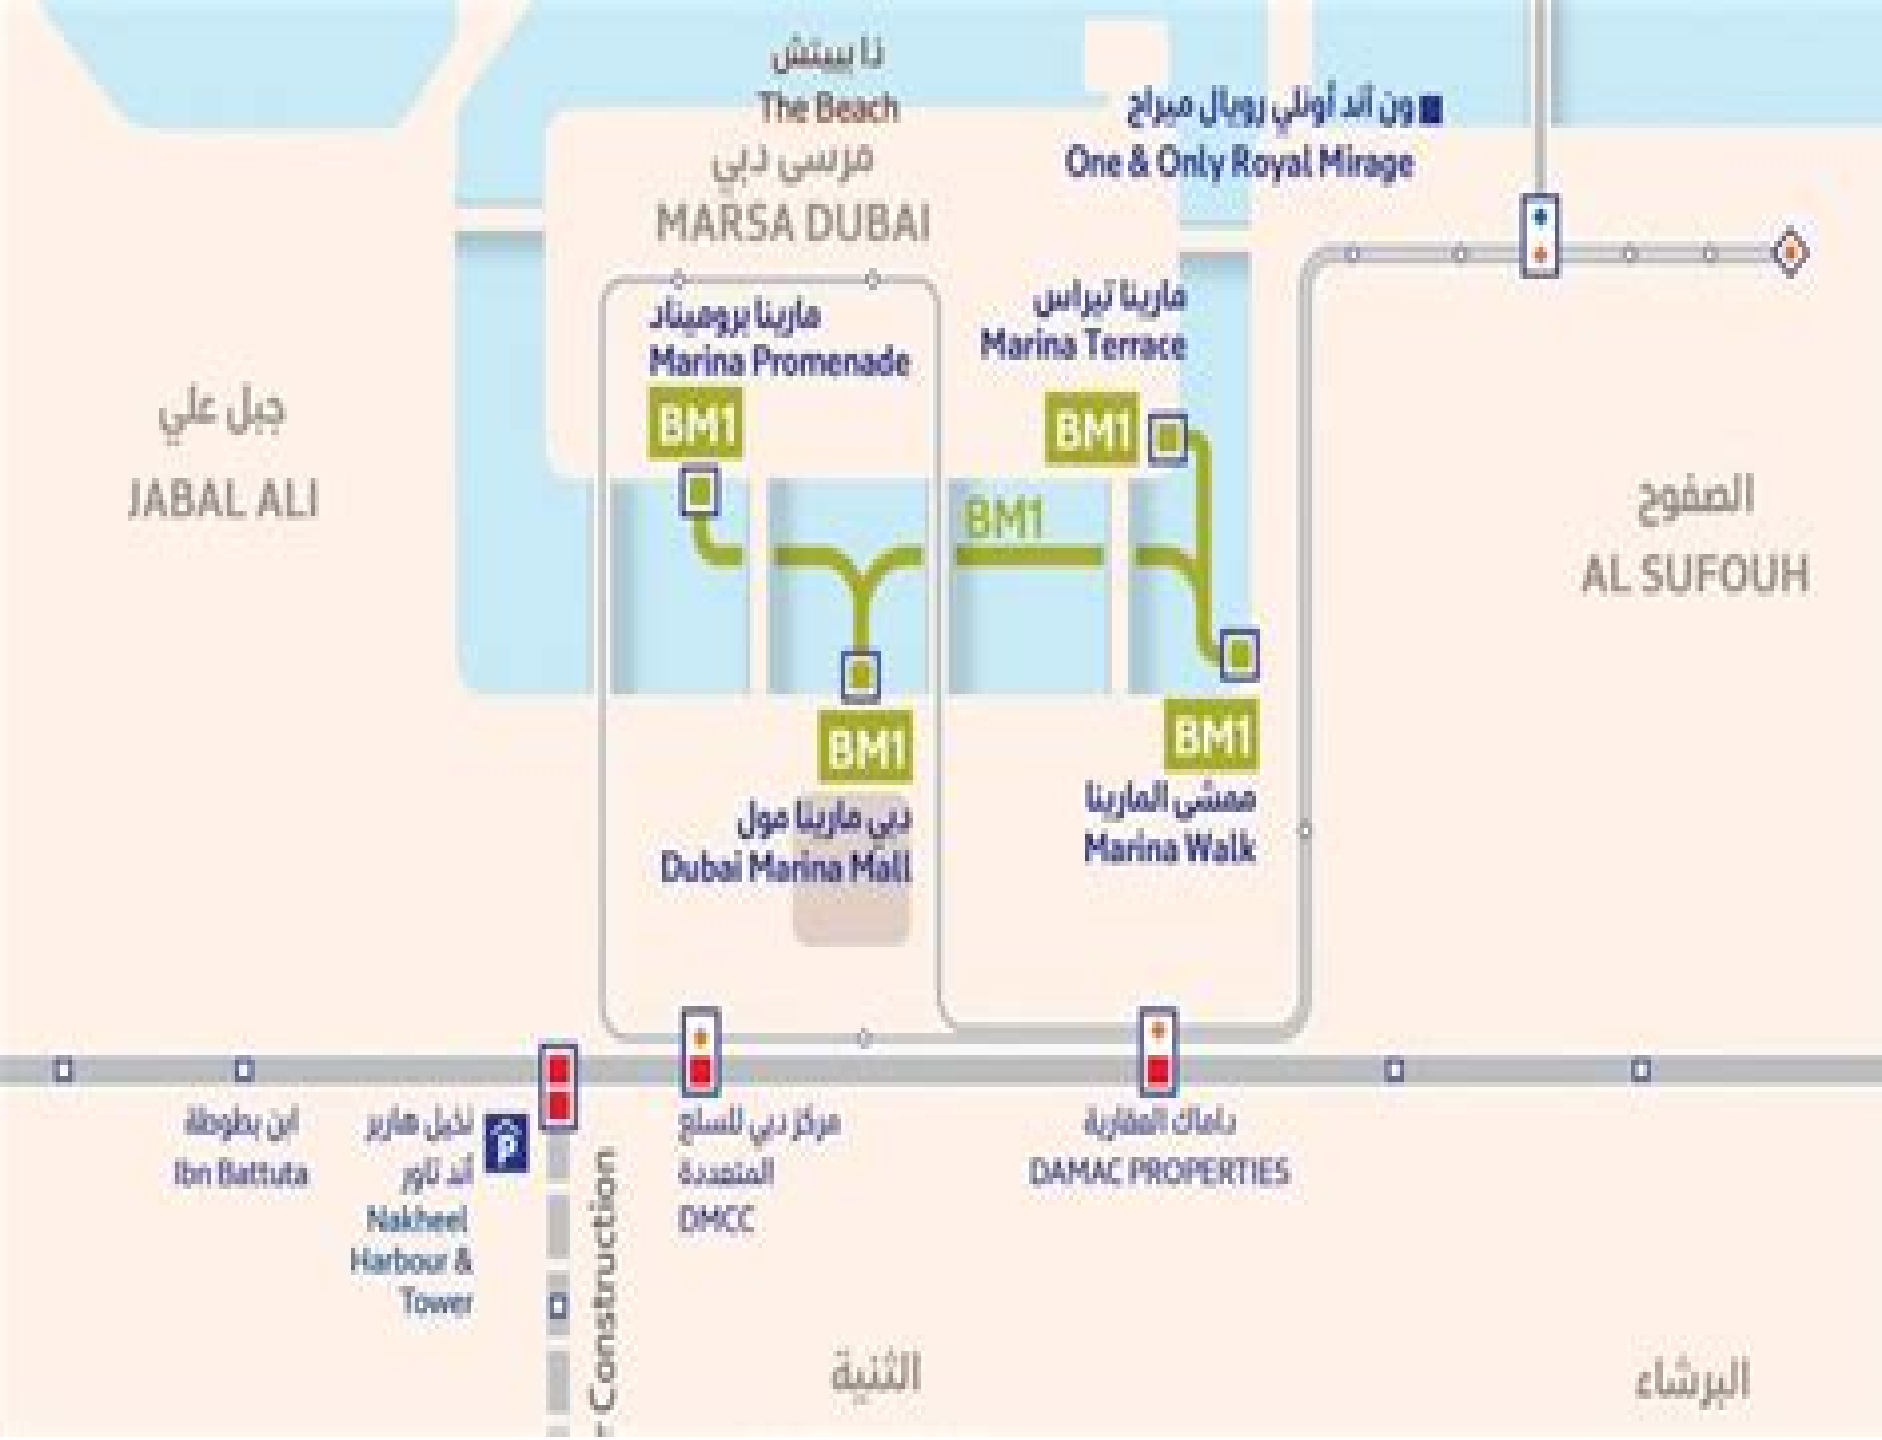 ذا بييتش
The Beach
مرسى دبي
MARSA DUBAI
ون آند أونلي رويال ميراج
One & Only Royal Mirage
مارينا بروميناد
Marina Promenade
BM1
مارينا تيراس
Marina Terrace
BM1
BM1
جبل علي
JABAL ALI
الصفوح
AL SUFOUH
BM1
دبي مارينا مول
Dubai Marina Mall
BM1
ممشى المارينا
Marina Walk
ابن بطوطة
Ibn Battuta
نخيل هاربر
آند تاور
Nakheel
Harbour &
Tower
P
r Construction
مركز دبي للسلع
المتعددة
DMCC
داماك العقارية
DAMAC PROPERTIES
الثنية
البرشاء